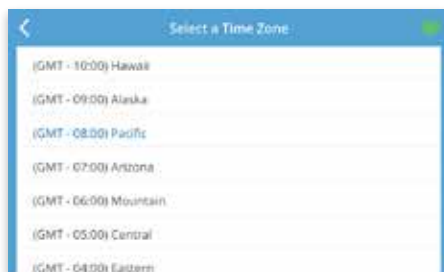 Select a Time Zone
(GMT - 10:00) Hawaii
(GMT - 09:00) Alaska
(GMT - 08:00) Pacific
(GMT - 07:00) Arizona
(GMT - 06:00) Mountain
(GMT - 05:00) Central
(GMT - 04:00) Eastern